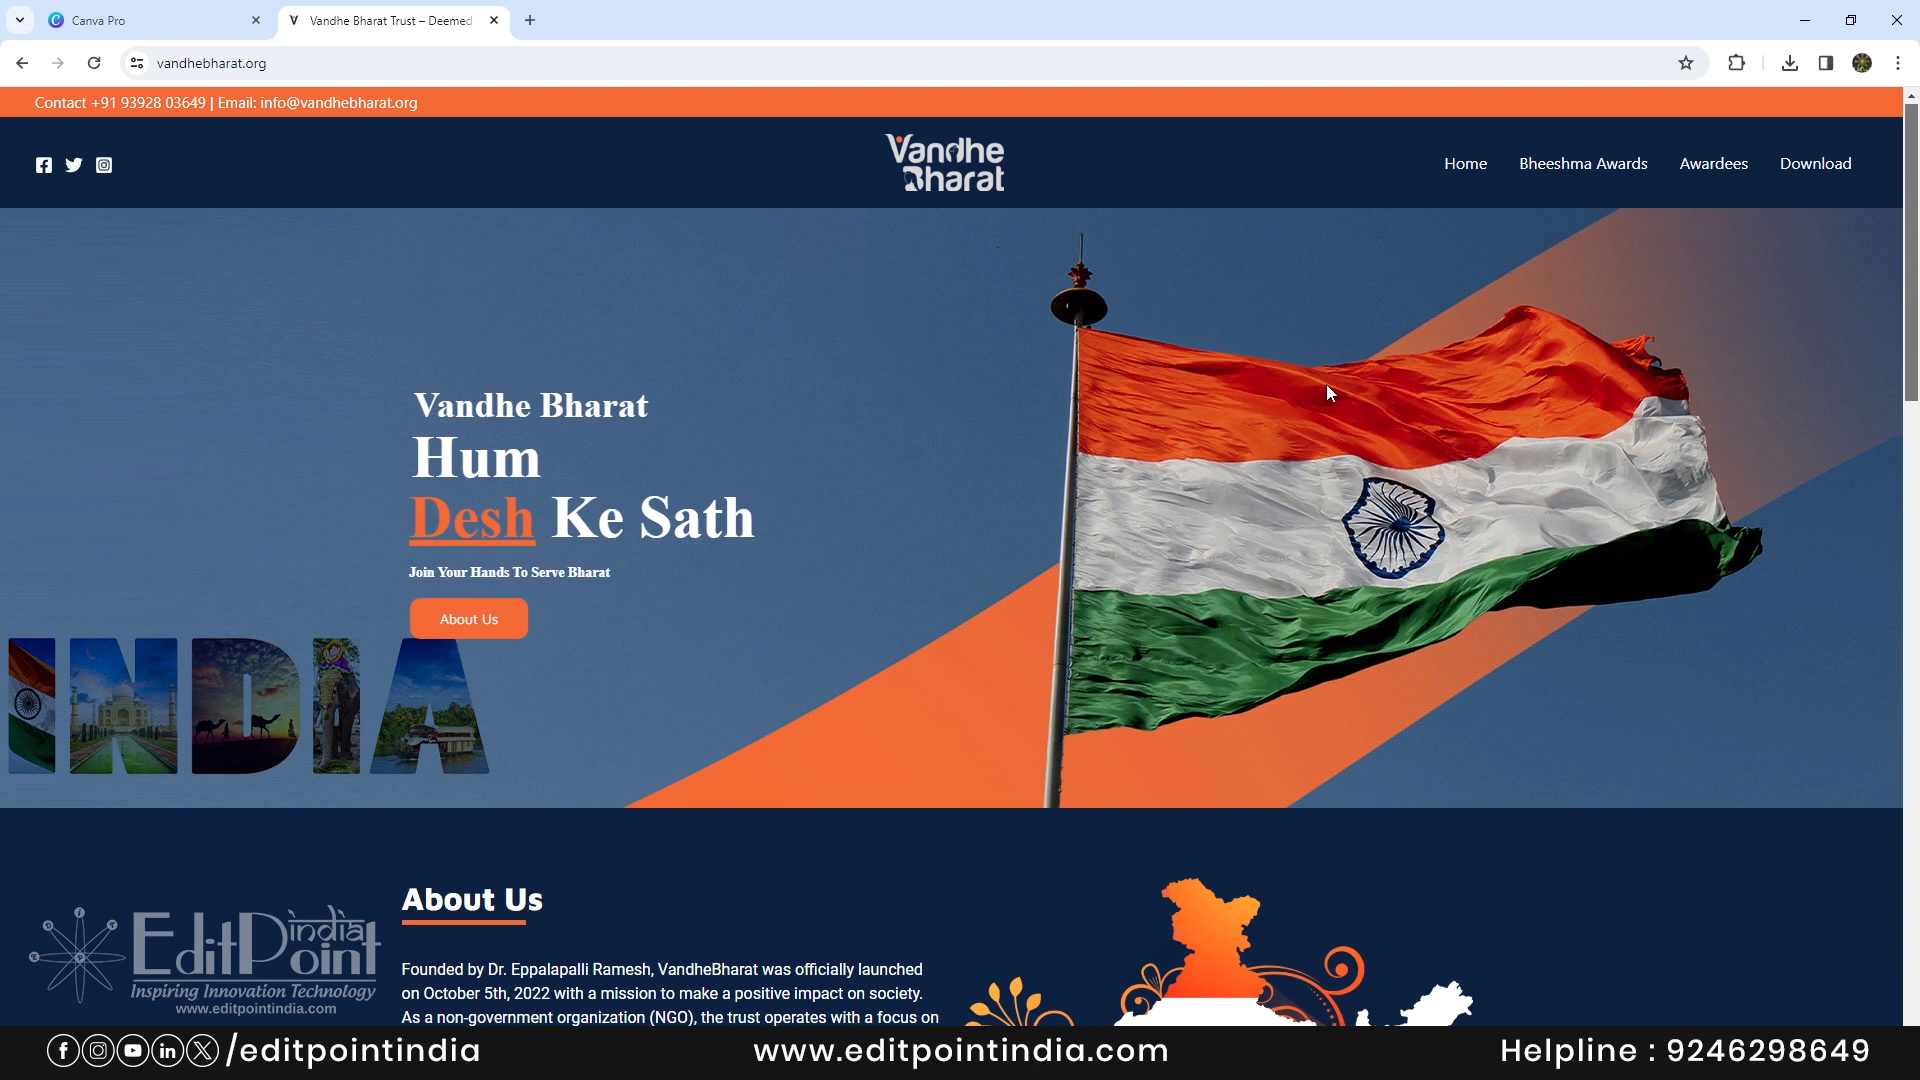 Canva Pro
Vandhe Bharat Trust – Deemed
vandhebharat.org
Contact +91 93928 03649 | Email: info@vandhebharat.org
Vandhe
Bharat
Home
Bheeshma Awards
Awardees
Download
Vandhe Bharat
Hum
Desh Ke Sath
Join Your Hands To Serve Bharat
About Us
INDIA
About Us
Founded by Dr. Eppalapalli Ramesh, VandheBharat was officially launched
on October 5th, 2022 with a mission to make a positive impact on society.
As a non-government organization (NGO), the trust operates with a focus on
EditPoint india
Inspiring Innovation Technology
www.editpointindia.com
/editpointindia
www.editpointindia.com
Helpline : 9246298649